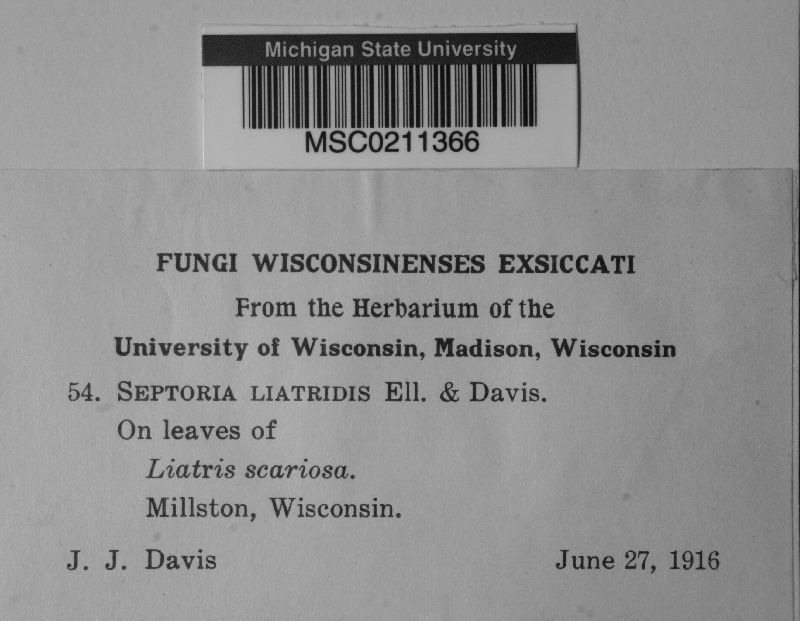 Michigan State University
MSC0211366
FUNGI WISCONSINENSES EXSICCATI
From the Herbarium of the
University of Wisconsin, Madison, Wisconsin
54. SEPTORIA LIATRIDIS Ell. & Davis.
On leaves of
Liatris scariosa.
Millston, Wisconsin.
J. J. Davis June 27, 1916